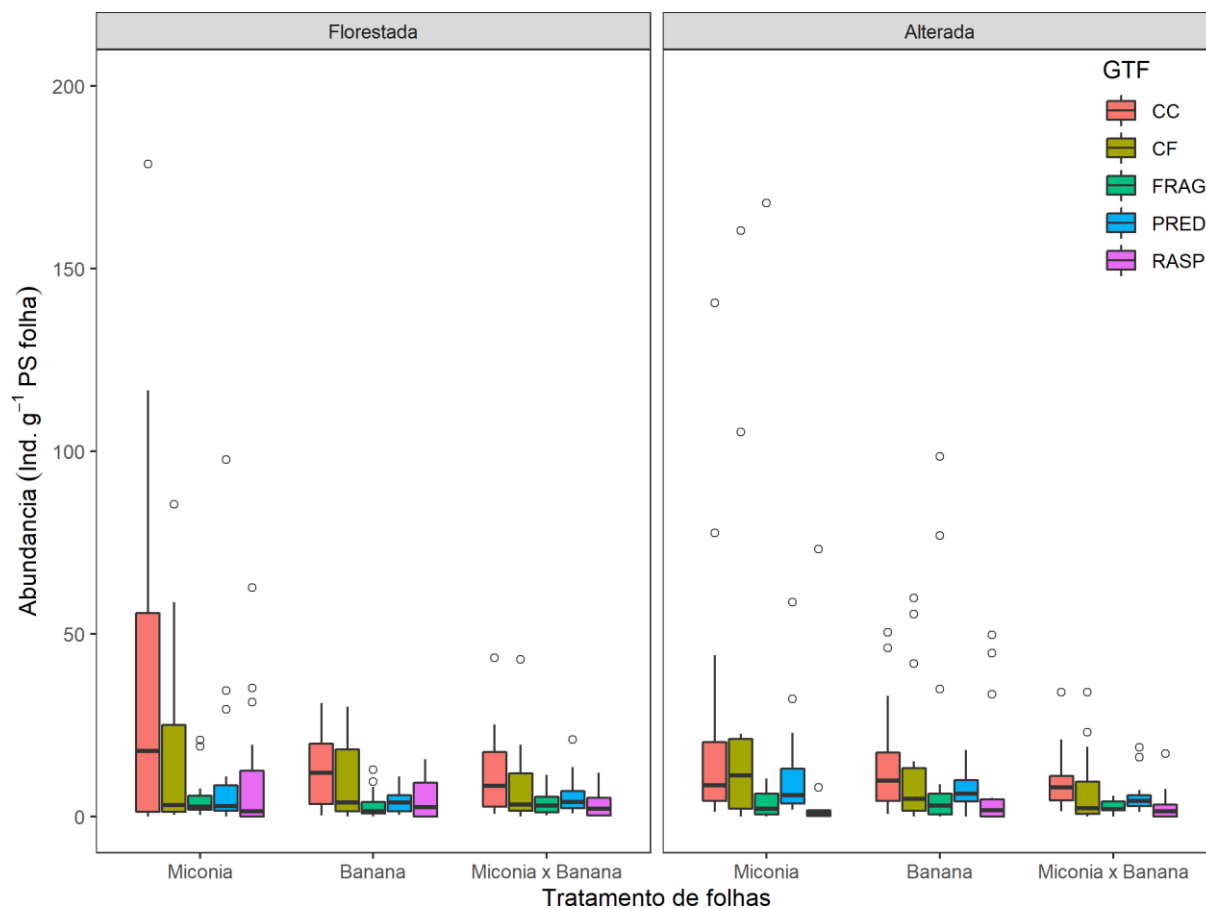 Florestada
Alterada
Abundancia (Ind. g⁻¹ PS folha)
200
150
100
50
0
GTF
CC
CF
FRAG
PRED
RASP
Miconia
Banana
Miconia x Banana
Miconia
Banana
Miconia x Banana
Tratamento de folhas